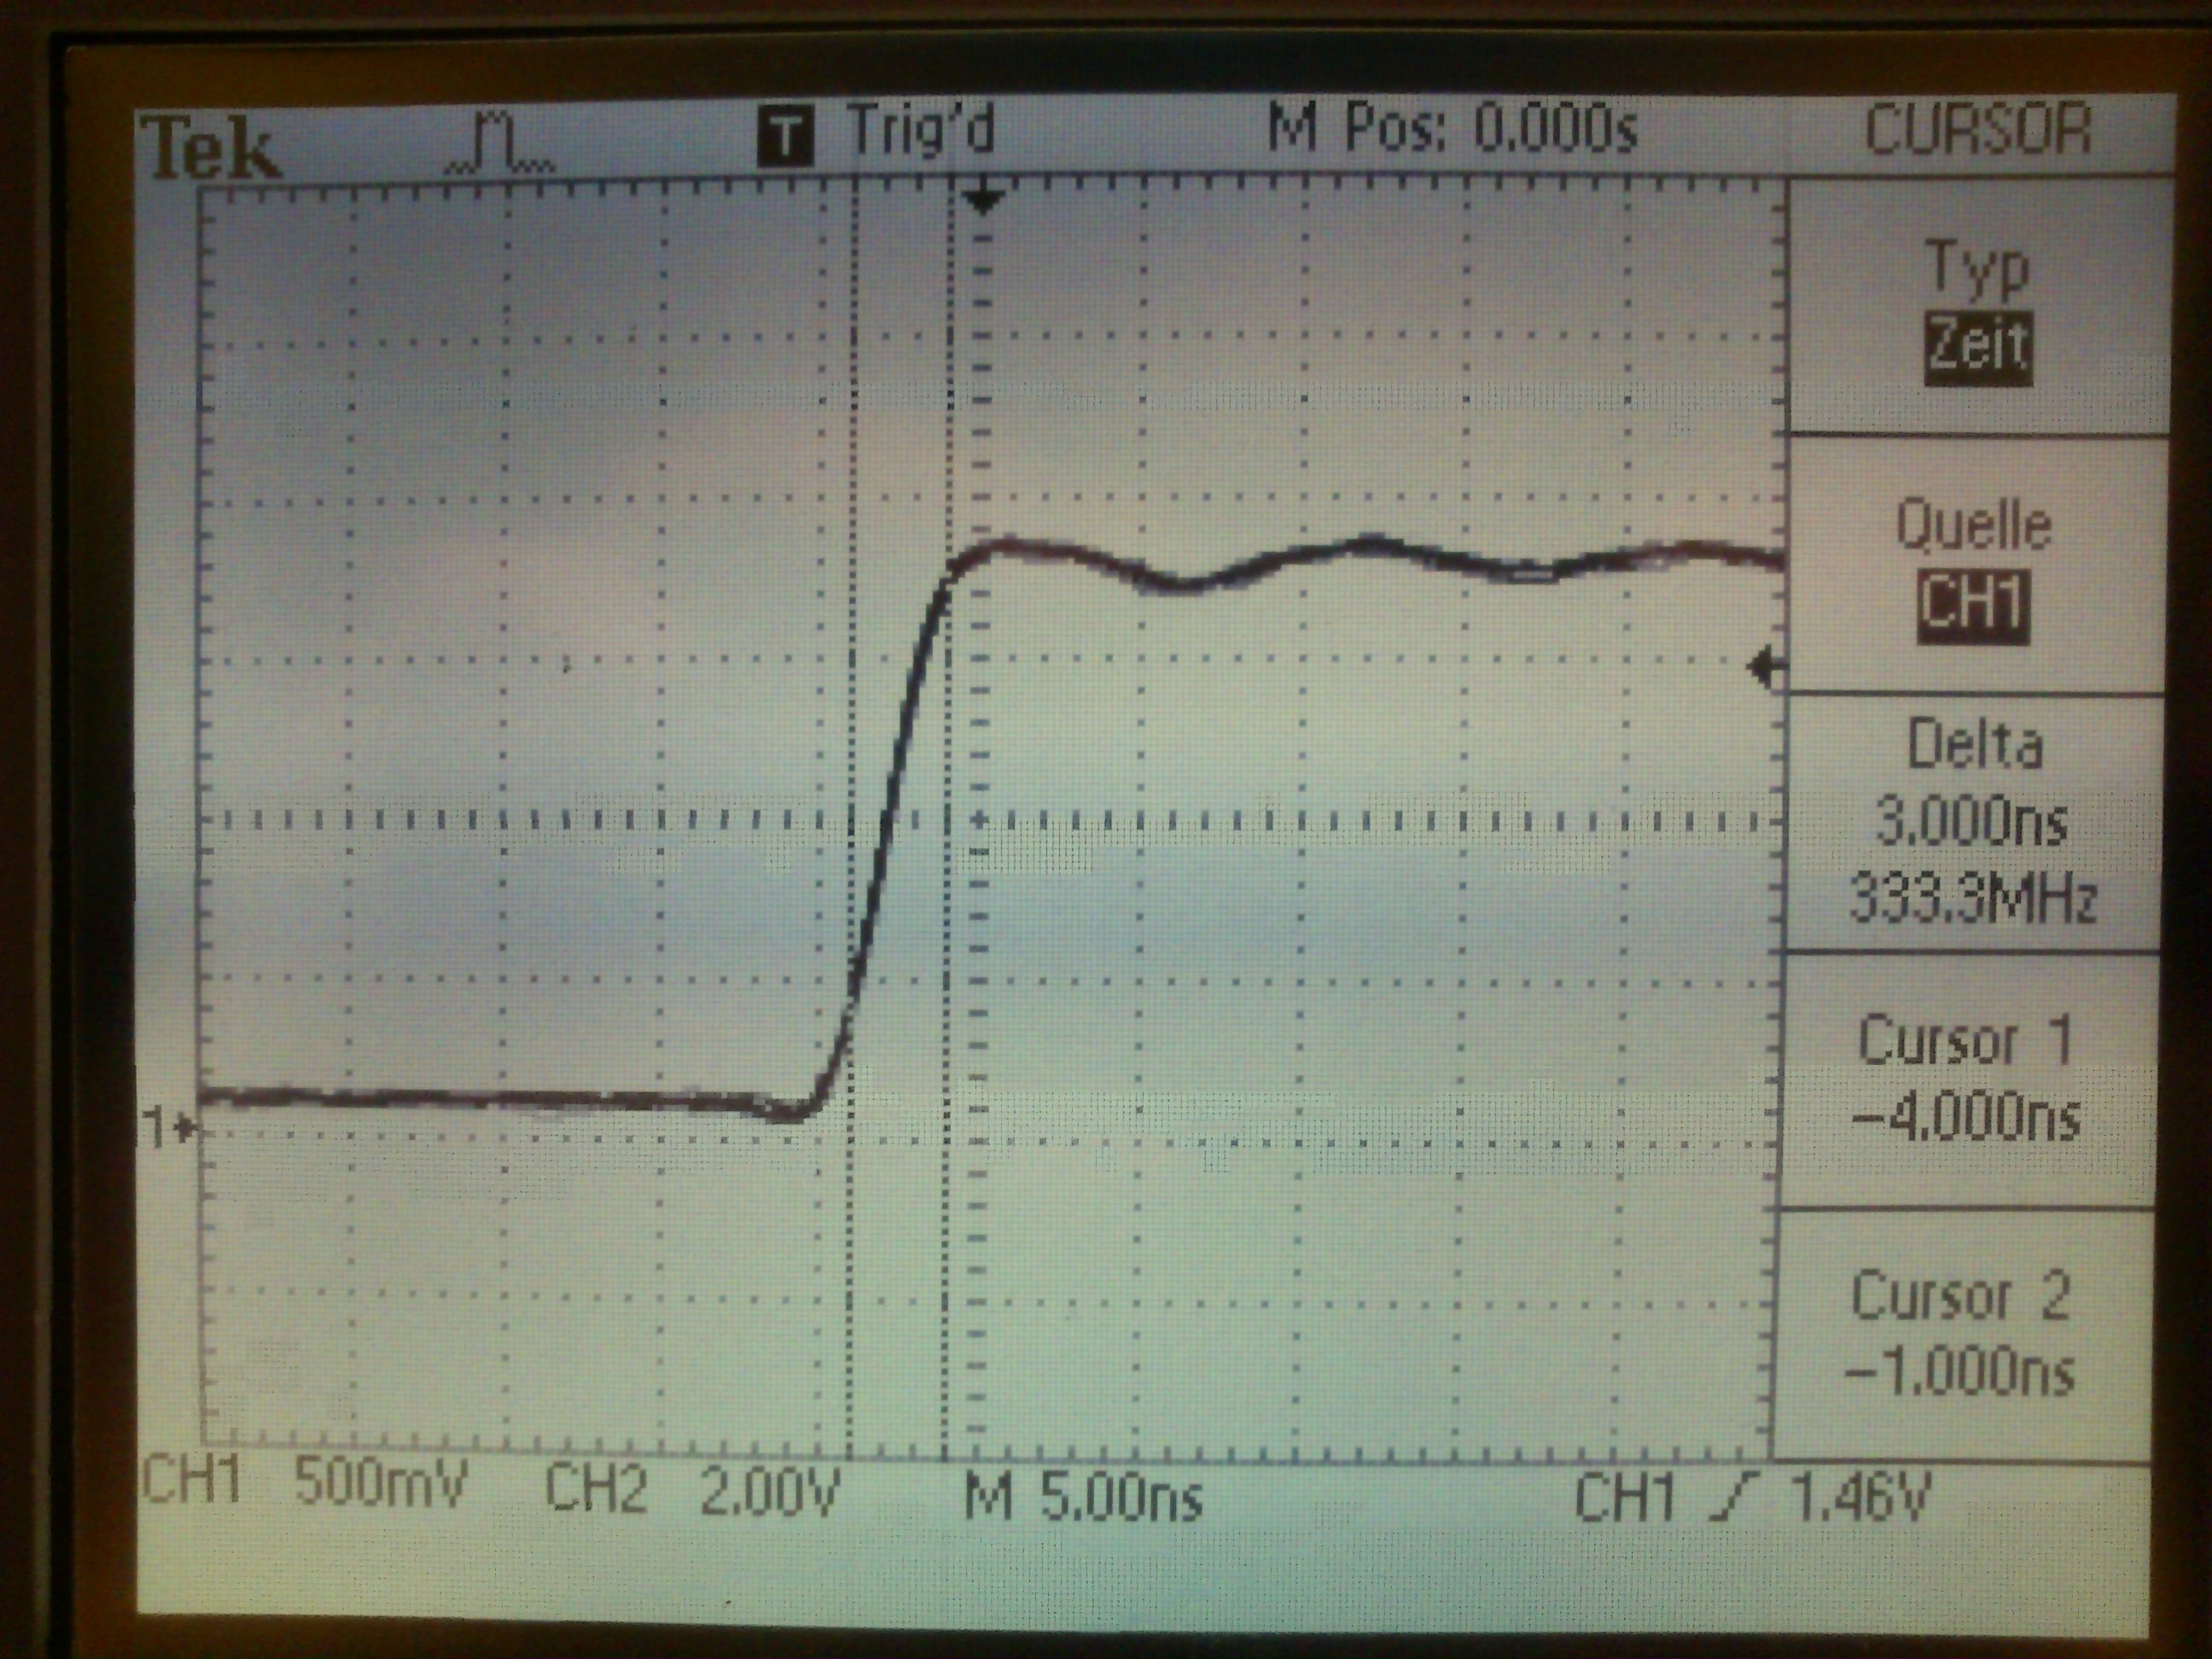 Tek T Trig'd M Pos: 0.000s CURSOR
Typ
Zeit
Quelle
CH1
Delta
3.000ns
333.3MHz
Cursor 1
-4.000ns
Cursor 2
-1.000ns
1
CH1 500mV CH2 2.00V M 5.00ns CH1 1.46V